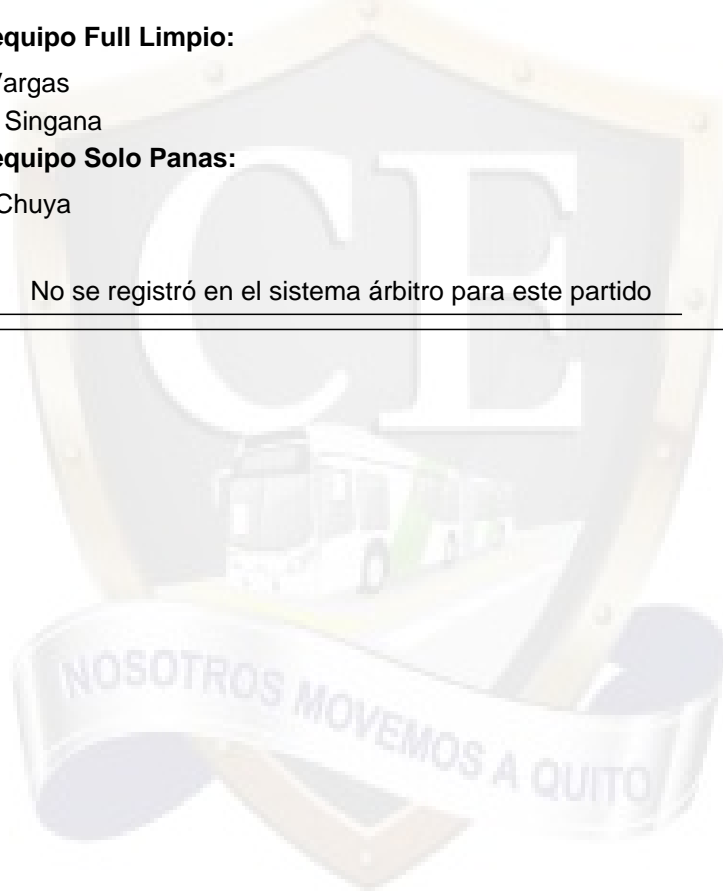 equipo Full Limpio:
Vargas
Singana
equipo Solo Panas:
Chuya
No se registró en el sistema árbitro para este partido
CE
NOSOTROS MOVEMOS A QUITO